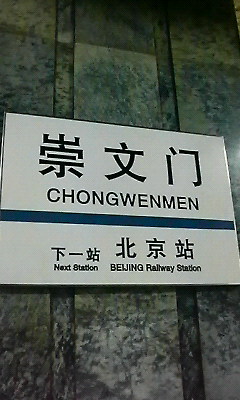 崇文门
CHONGWENMEN
下一站 北京站
Next Station BEIJING Railway Station